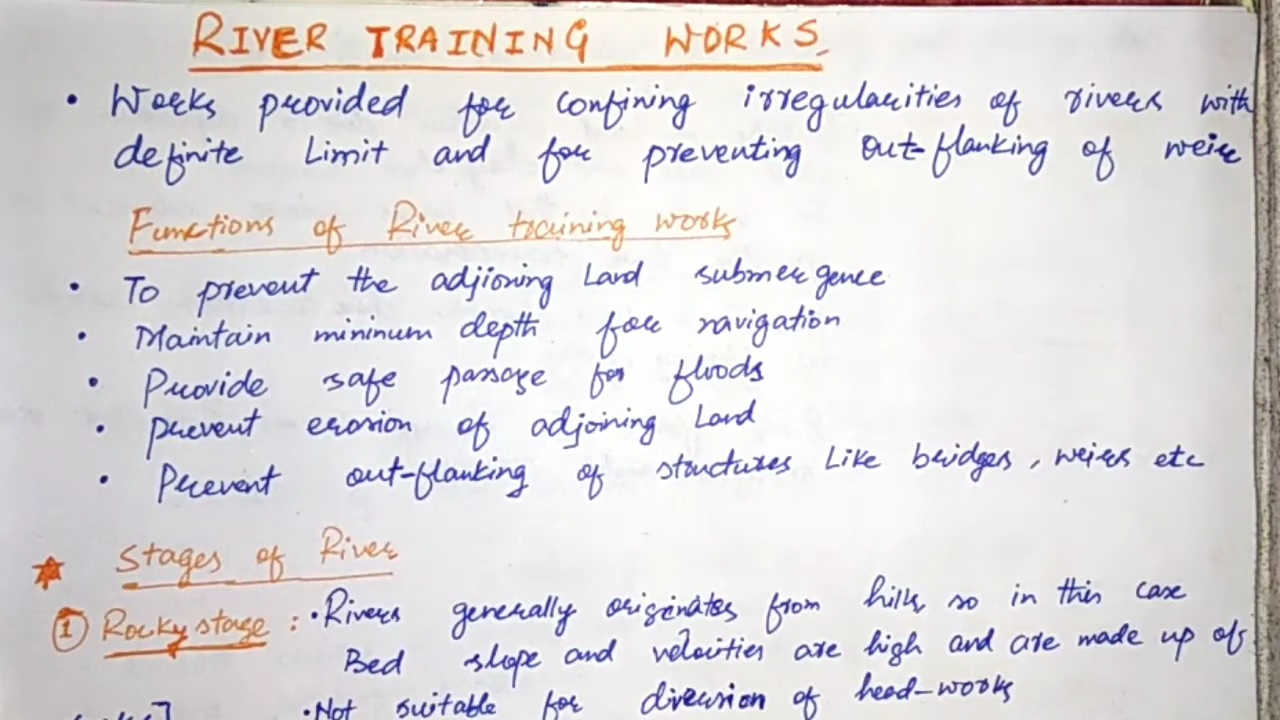 RIVER TRAINING WORKS
• Works provided for confining irregularities of rivers with
definite Limit and for preventing out-flanking of weir
Functions of River training works
• To prevent the adjioning Land submergence
• Maintain mininum depth for navigation
• Provide safe passage for floods
• prevent erosion of adjoining Land
• Prevent out-flanking of structures Like bridges, weirs etc
★ Stages of River
① Rocky stage : • Rivers generally originates from hills, so in this case
Bed slope and velocities are high and are made up of
• Not suitable for diversion of head-works